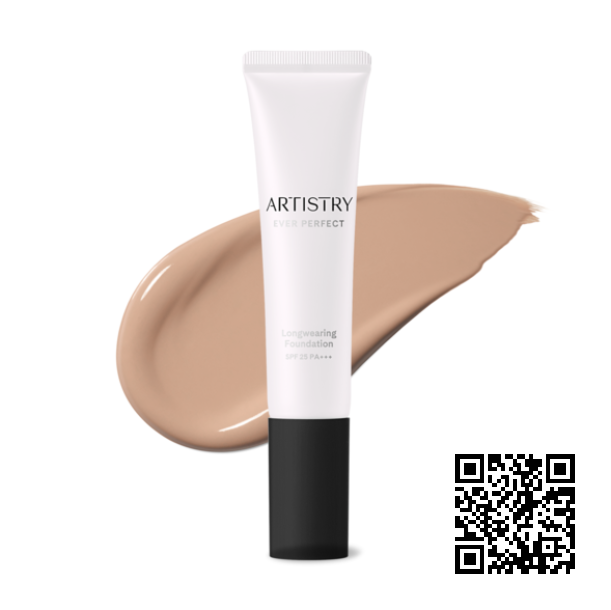 ARTISTRY
EVER PERFECT
Longwearing
Foundation
SPF 25 PA+++